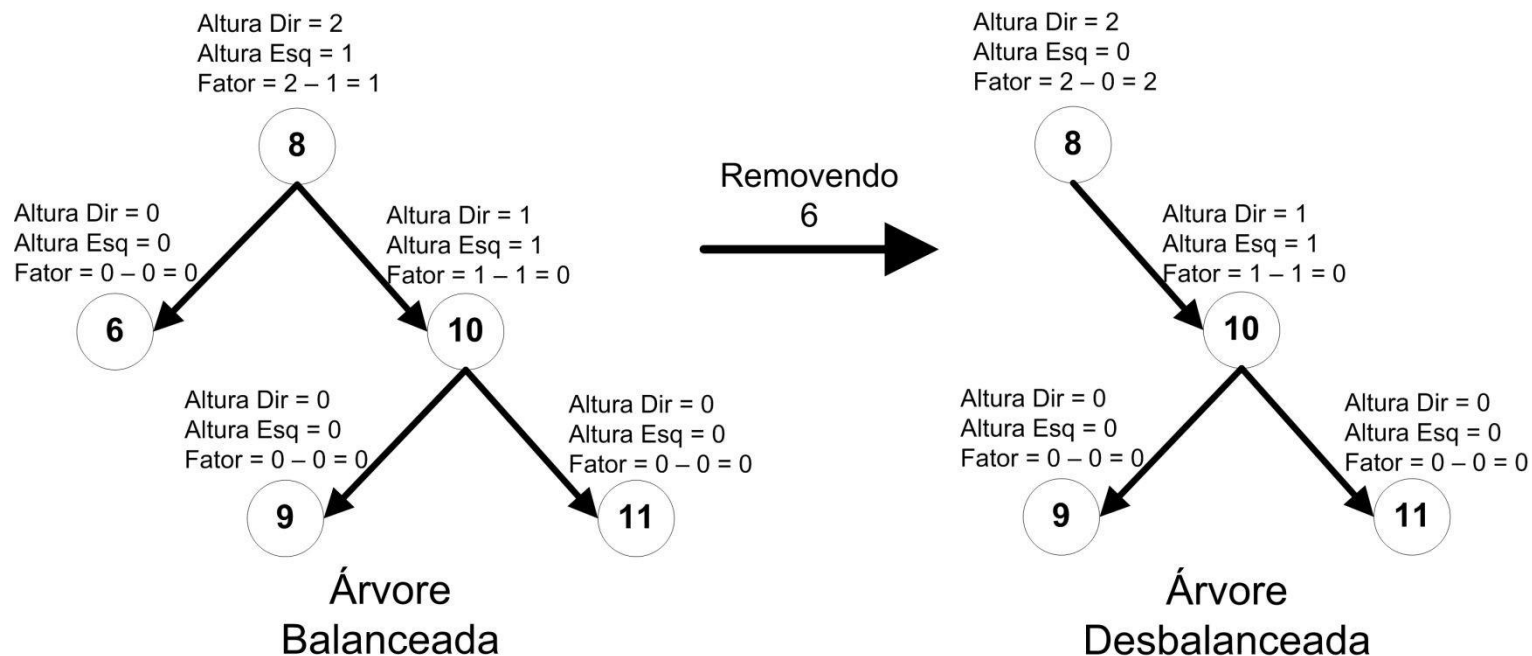 Altura Dir = 2
Altura Esq = 1
Fator = 2 – 1 = 1
8
Altura Dir = 0
Altura Esq = 0
Fator = 0 – 0 = 0
6
Altura Dir = 1
Altura Esq = 1
Fator = 1 – 1 = 0
10
Altura Dir = 0
Altura Esq = 0
Fator = 0 – 0 = 0
9
Altura Dir = 0
Altura Esq = 0
Fator = 0 – 0 = 0
11
Árvore
Balanceada
Removendo
6
Altura Dir = 2
Altura Esq = 0
Fator = 2 – 0 = 2
8
Altura Dir = 1
Altura Esq = 1
Fator = 1 – 1 = 0
10
Altura Dir = 0
Altura Esq = 0
Fator = 0 – 0 = 0
9
Altura Dir = 0
Altura Esq = 0
Fator = 0 – 0 = 0
11
Árvore
Desbalanceada